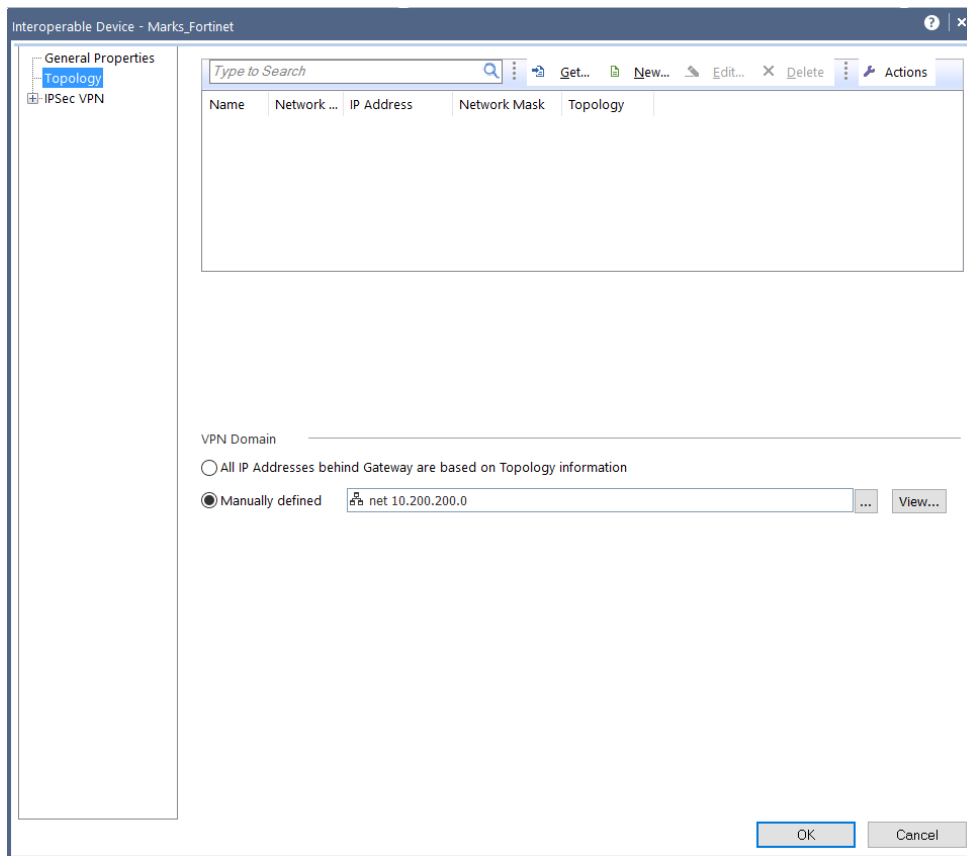 Interoperable Device - Marks_Fortinet
General Properties
Topology
IPSec VPN
Type to Search Get... New... Edit... Delete Actions
Name Network ... IP Address Network Mask Topology
VPN Domain
All IP Addresses behind Gateway are based on Topology information
Manually defined net 10.200.200.0 ... View...
OK Cancel